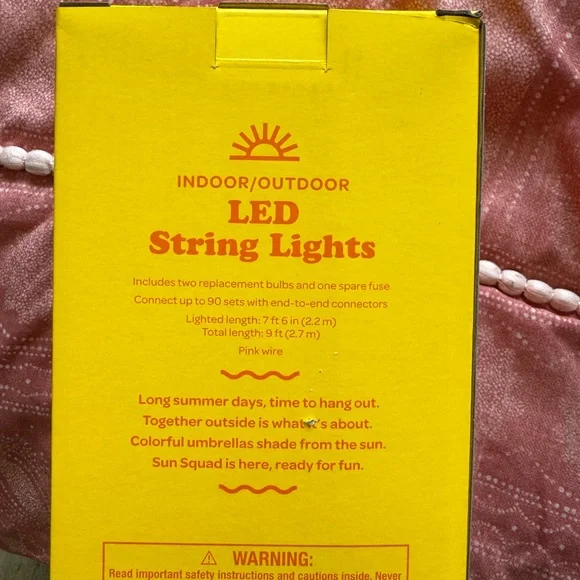 INDOOR/OUTDOOR
LED
String Lights
Includes two replacement bulbs and one spare fuse
Connect up to 90 sets with end-to-end connectors
Lighted length: 7 ft 6 in (2.2 m)
Total length: 9 ft (2.7 m)
Pink wire
Long summer days, time to hang out.
Together outside is what it's about.
Colorful umbrellas shade from the sun.
Sun Squad is here, ready for fun.
⚠ WARNING:
Read important safety instructions and cautions inside. Never